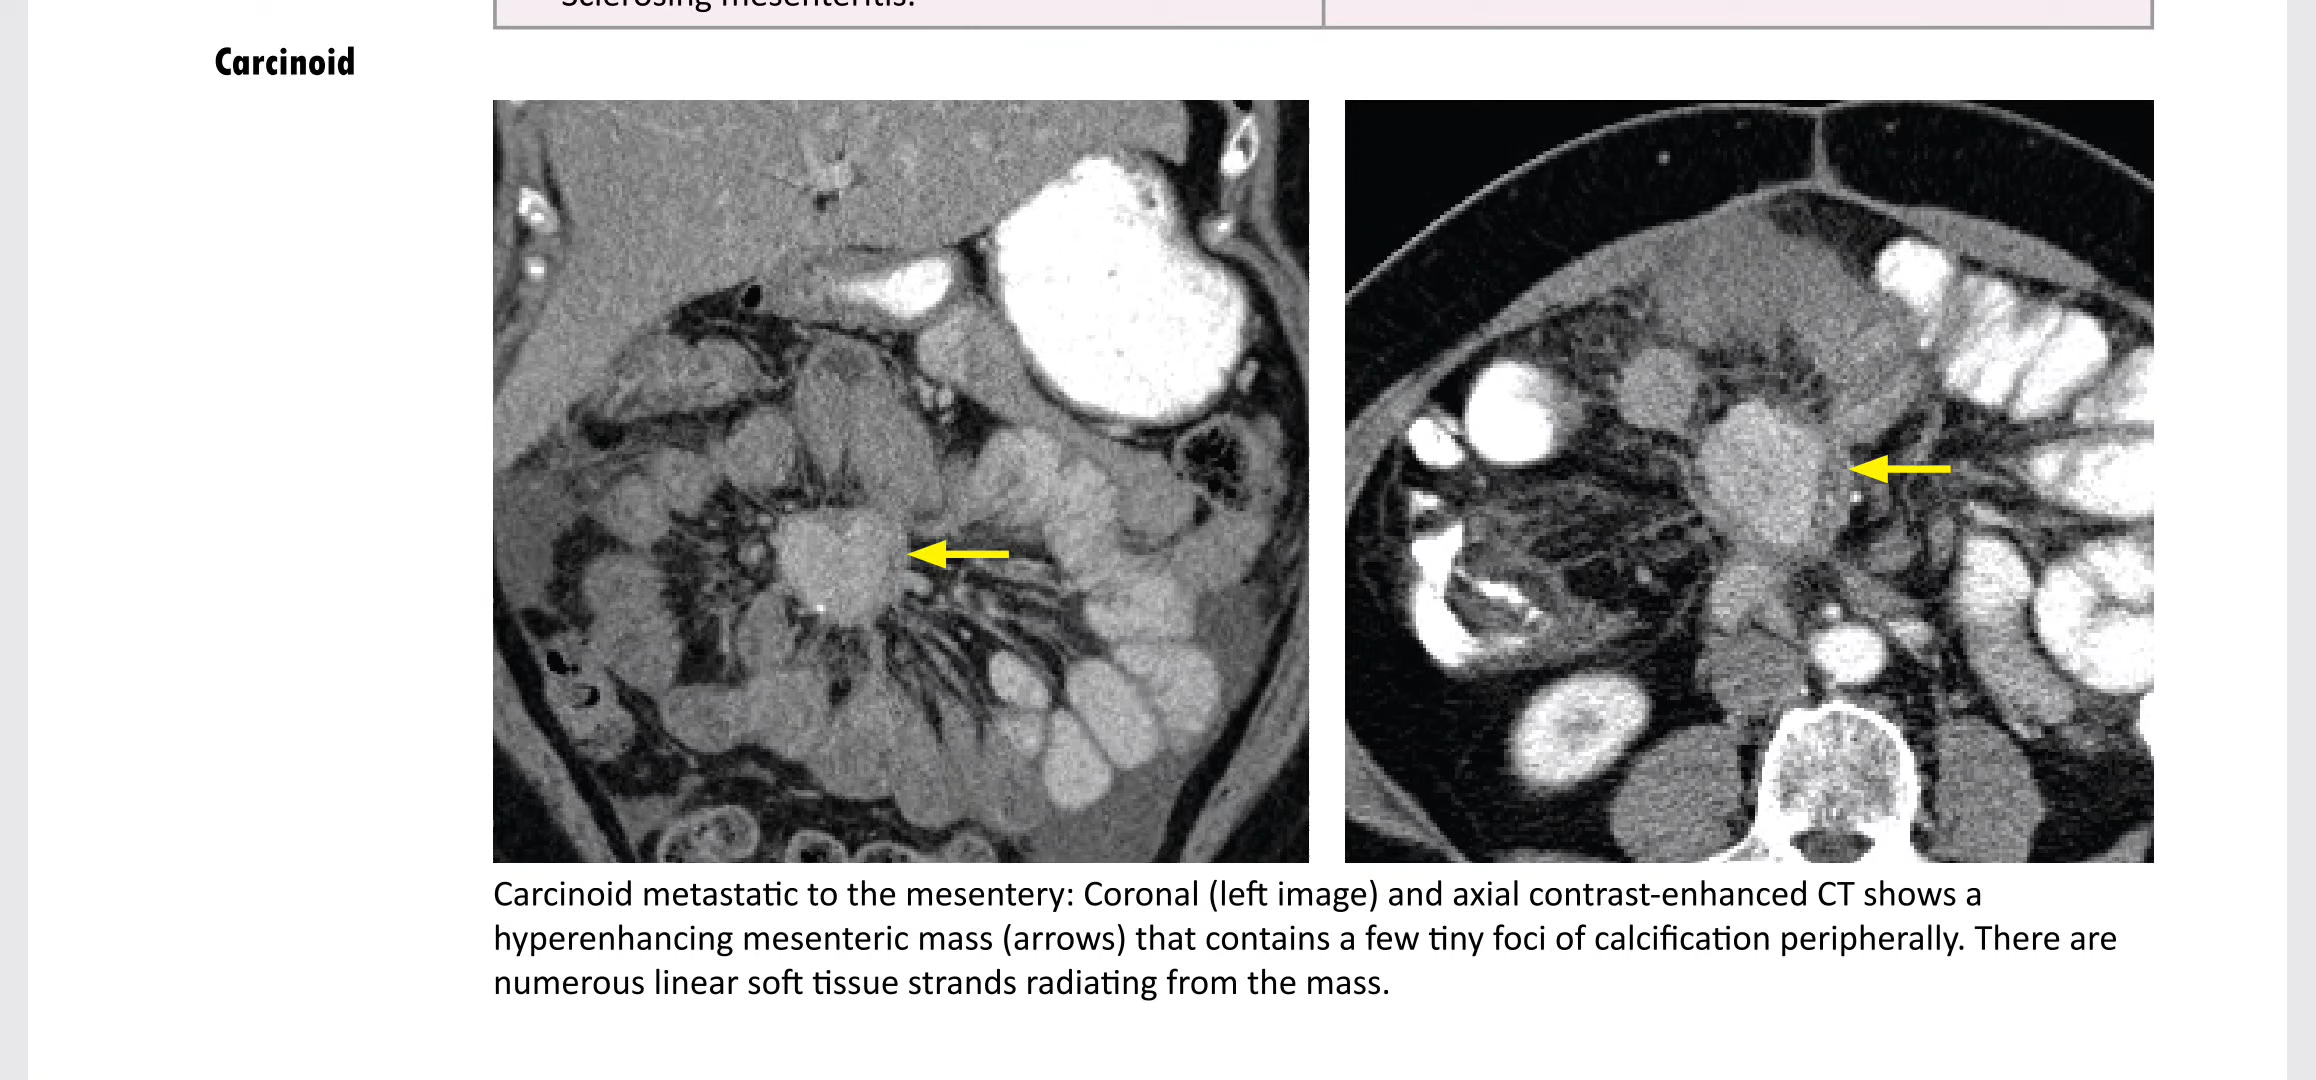 Sclerosing mesenteritis.
Carcinoid
Carcinoid metastatic to the mesentery: Coronal (left image) and axial contrast-enhanced CT shows a
hyperenhancing mesenteric mass (arrows) that contains a few tiny foci of calcification peripherally. There are
numerous linear soft tissue strands radiating from the mass.